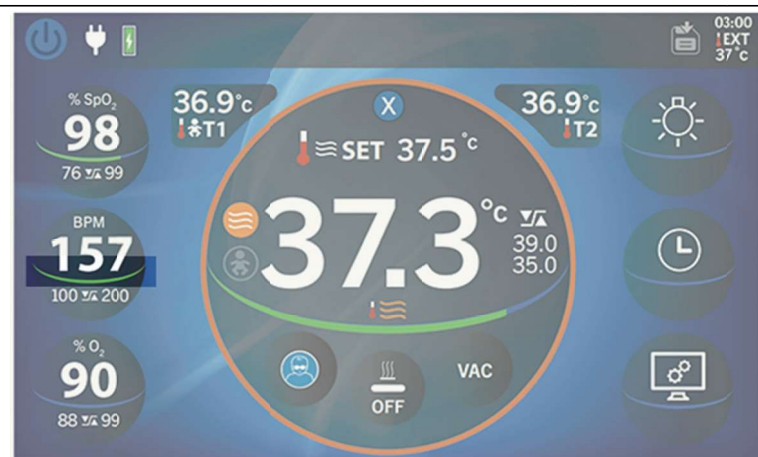 03:00
EXT
37 °C
% SpO₂
98
76 99
36.9°C
T1
X
36.9°C
T2
SET 37.5 °C
BPM
157
100 200
37.3 °C
39.0
35.0
% O₂
90
88 99
OFF
VAC